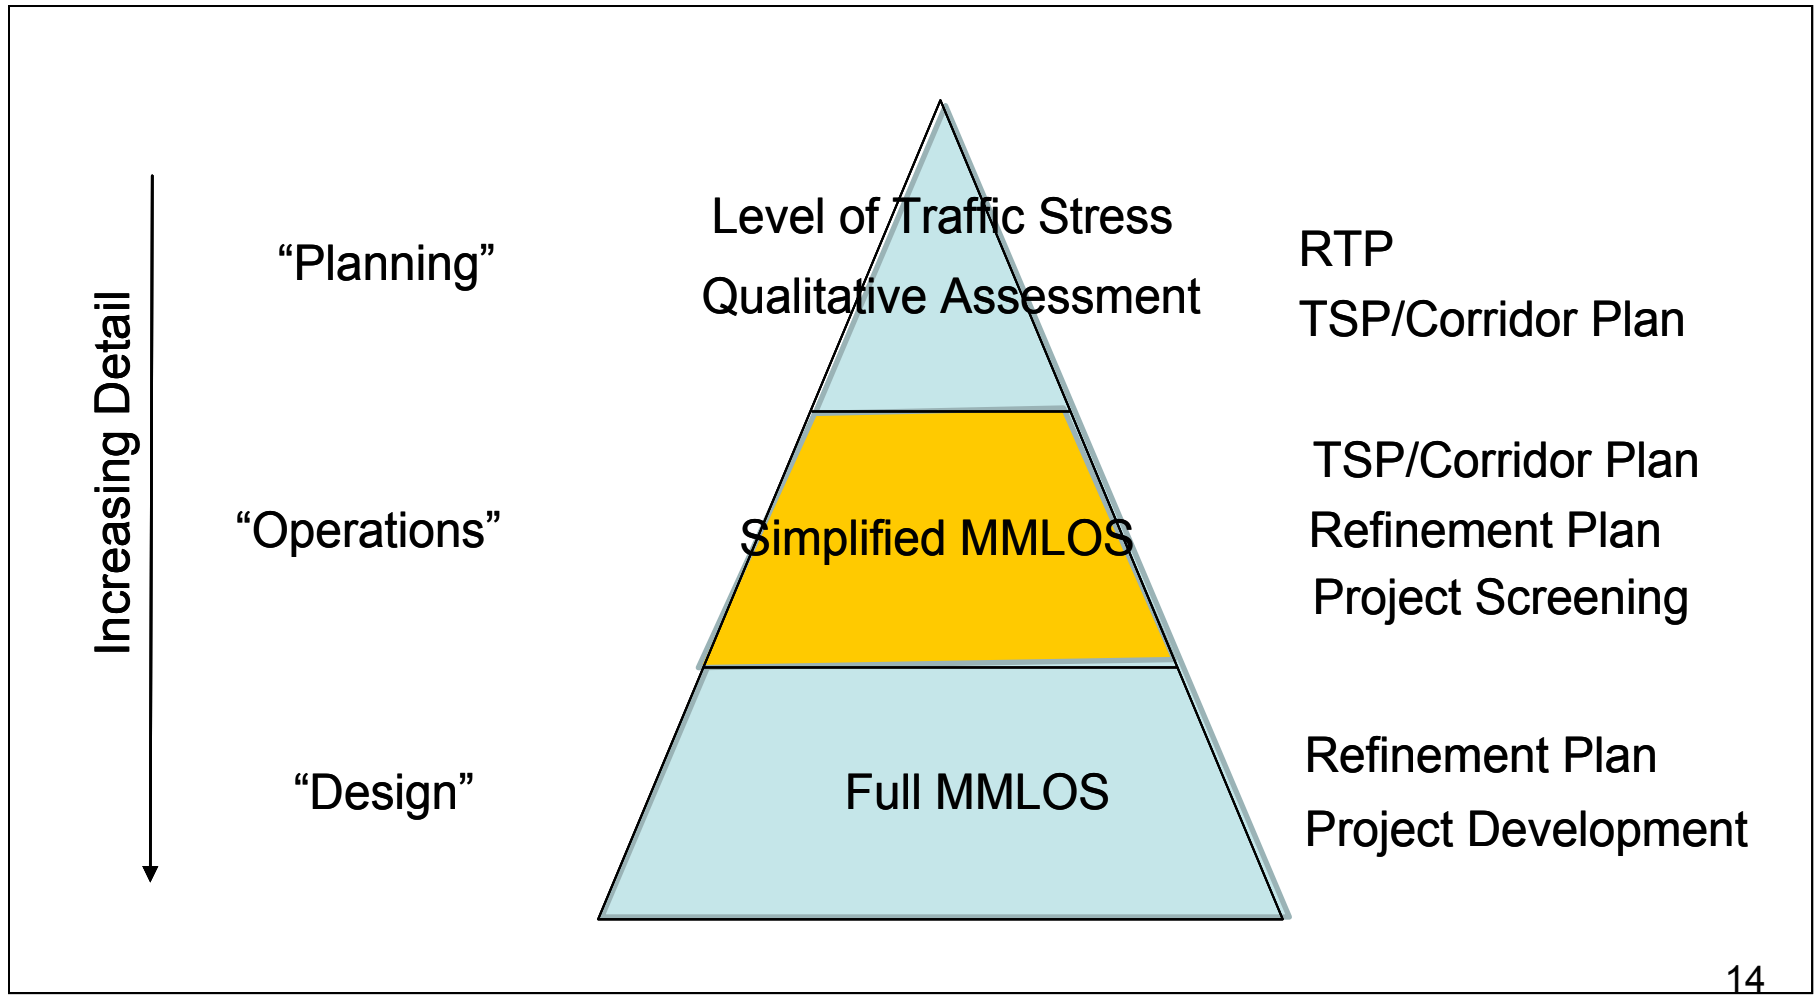 Increasing Detail
“Planning”
Level of Traffic Stress
Qualitative Assessment
RTP
TSP/Corridor Plan
“Operations”
Simplified MMLOS
TSP/Corridor Plan
Refinement Plan
Project Screening
“Design”
Full MMLOS
Refinement Plan
Project Development
14